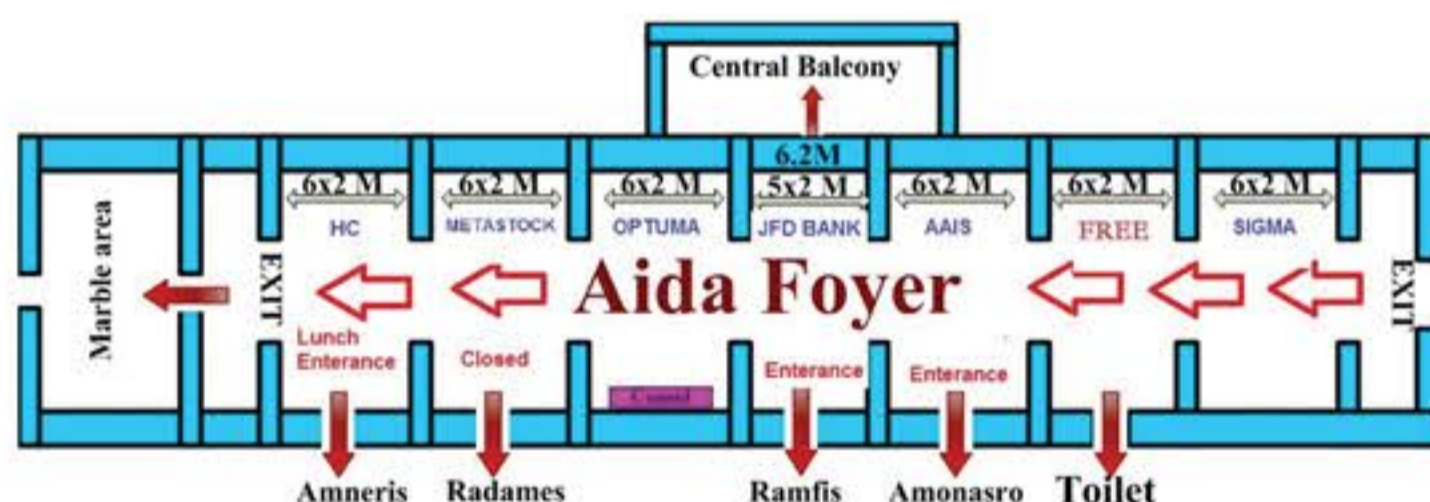 Central Balcony
6.2M
6x2 M 6x2 M 6x2 M 5x2 M 6x2 M 6x2 M 6x2 M
HC METASTOCK OPTUMA JFD BANK AAIS FREE SIGMA
Marble area
EXIT
Aida Foyer
EXIT
Lunch
Enterance
Closed
Enterance
Enterance
Amneris Radames Ramfis Amonasro Toilet